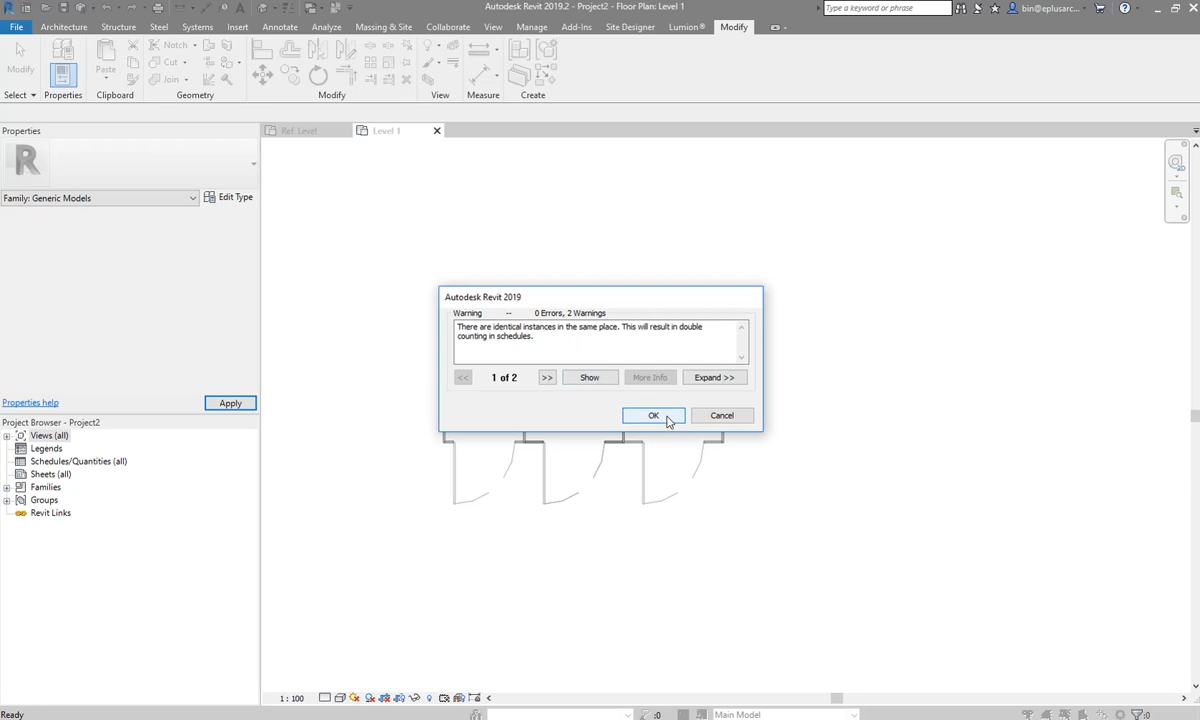 Autodesk Revit 2019.2 - Project2 - Floor Plan: Level 1
Type a keyword or phrase
bin@eplusarc...
File Architecture Structure Steel Systems Insert Annotate Analyze Massing & Site Collaborate View Manage Add-Ins Site Designer Lumion® Modify
Modify
Paste
Notch
Cut
Join
Select Properties Clipboard Geometry Modify View Measure Create
Properties
Ref. Level
Level 1
R
Family: Generic Models
Edit Type
Properties help
Apply
Project Browser - Project2
Views (all)
Legends
Schedules/Quantities (all)
Sheets (all)
Families
Groups
Revit Links
Autodesk Revit 2019
Warning -- 0 Errors, 2 Warnings
There are identical instances in the same place. This will result in double
counting in schedules.
<< 1 of 2 >> Show More Info Expand >>
OK Cancel
1 : 100
Ready
:0
Main Model
:0